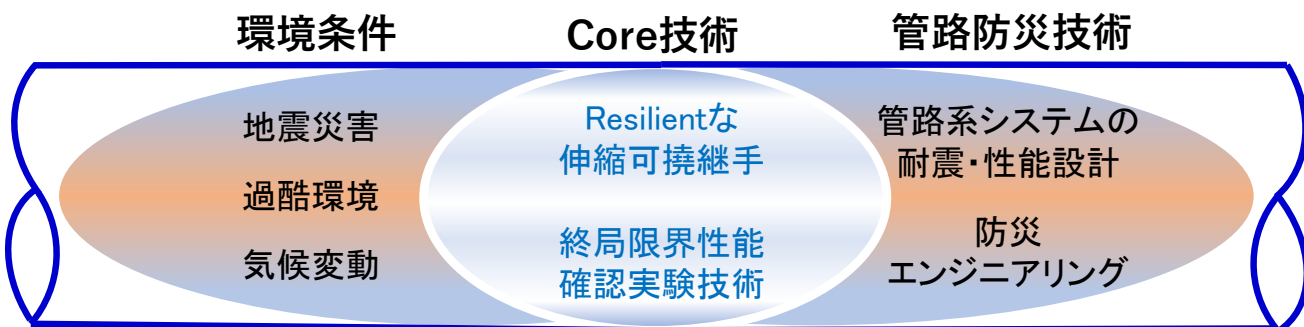 環境条件
地震災害
過酷環境
気候変動
Core技術
Resilientな
伸縮可撓継手
終局限界性能
確認実験技術
管路防災技術
管路系システムの
耐震・性能設計
防災
エンジニアリング